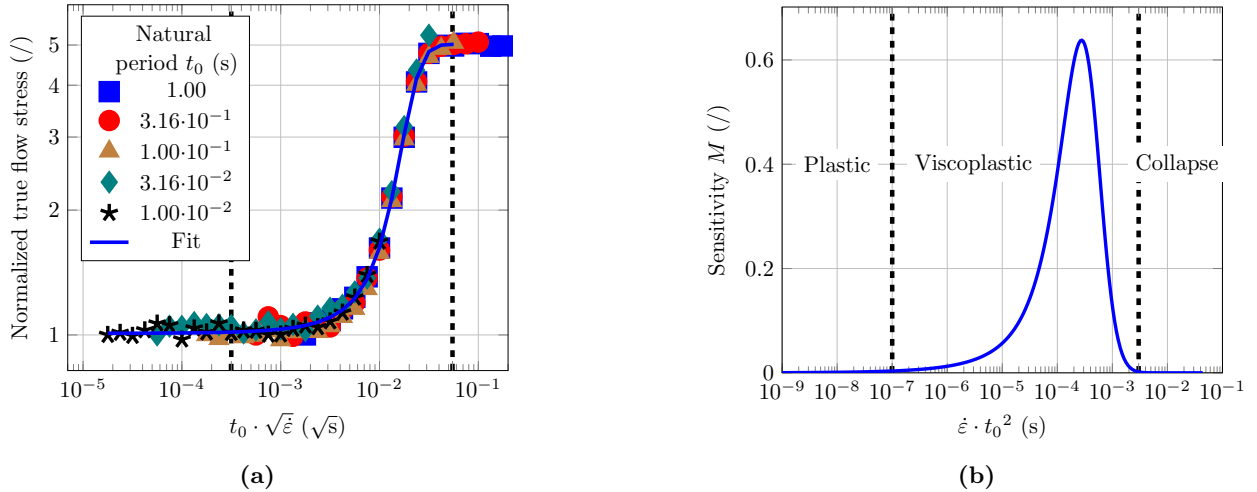 Natural
period t₀ (s)
1.00
3.16·10⁻¹
1.00·10⁻¹
3.16·10⁻²
1.00·10⁻²
Fit
Normalized true flow stress (/)
5
4
3
2
1
10⁻⁵
10⁻⁴
10⁻³
10⁻²
10⁻¹
t₀ · √ε̇ (√s)
(a)
Sensitivity M (/)
0.6
0.4
0.2
0
Plastic
Viscoplastic
Collapse
10⁻⁹
10⁻⁸
10⁻⁷
10⁻⁶
10⁻⁵
10⁻⁴
10⁻³
10⁻²
10⁻¹
ε̇ · t₀² (s)
(b)